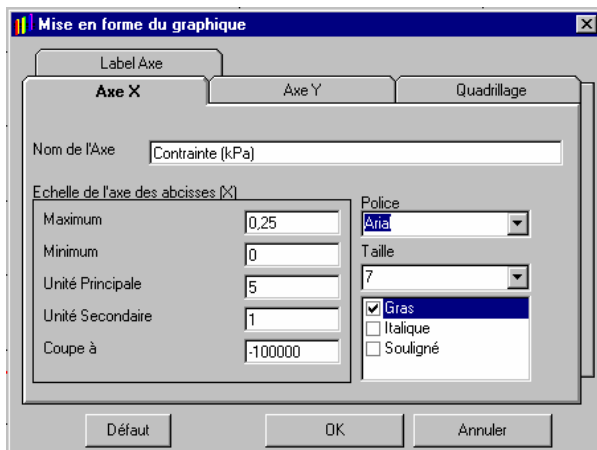 Mise en forme du graphique
Label Axe
Axe X
Axe Y
Quadrillage
Nom de l'Axe
Contrainte (kPa)
Echelle de l'axe des abcisses (X)
Maximum
0,25
Minimum
0
Unité Principale
5
Unité Secondaire
1
Coupe à
-100000
Police
Arial
Taille
7
Gras
Italique
Souligné
Défaut
OK
Annuler